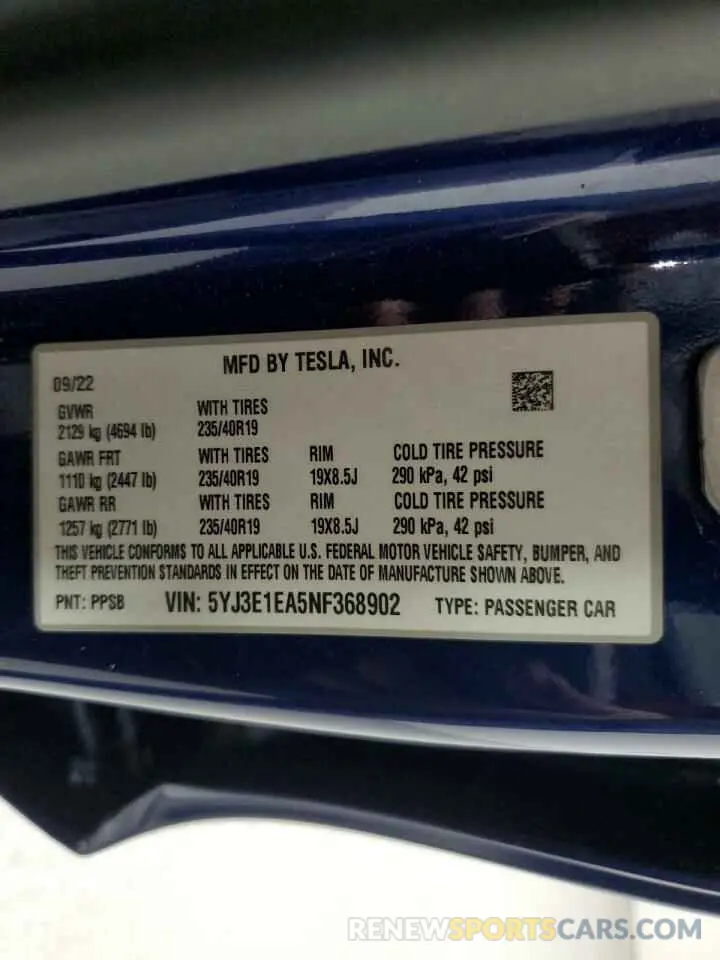 MFD BY TESLA, INC.
09/22
GVWR WITH TIRES
2129 kg (4694 lb) 235/40R19
GAWR FRT WITH TIRES RIM COLD TIRE PRESSURE
1110 kg (2447 lb) 235/40R19 19X8.5J 290 kPa, 42 psi
GAWR RR WITH TIRES RIM COLD TIRE PRESSURE
1257 kg (2771 lb) 235/40R19 19X8.5J 290 kPa, 42 psi
THIS VEHICLE CONFORMS TO ALL APPLICABLE U.S. FEDERAL MOTOR VEHICLE SAFETY, BUMPER, AND
THEFT PREVENTION STANDARDS IN EFFECT ON THE DATE OF MANUFACTURE SHOWN ABOVE.
PNT: PPSB VIN: 5YJ3E1EA5NF368902 TYPE: PASSENGER CAR
RENEWSPORTSCARS.COM